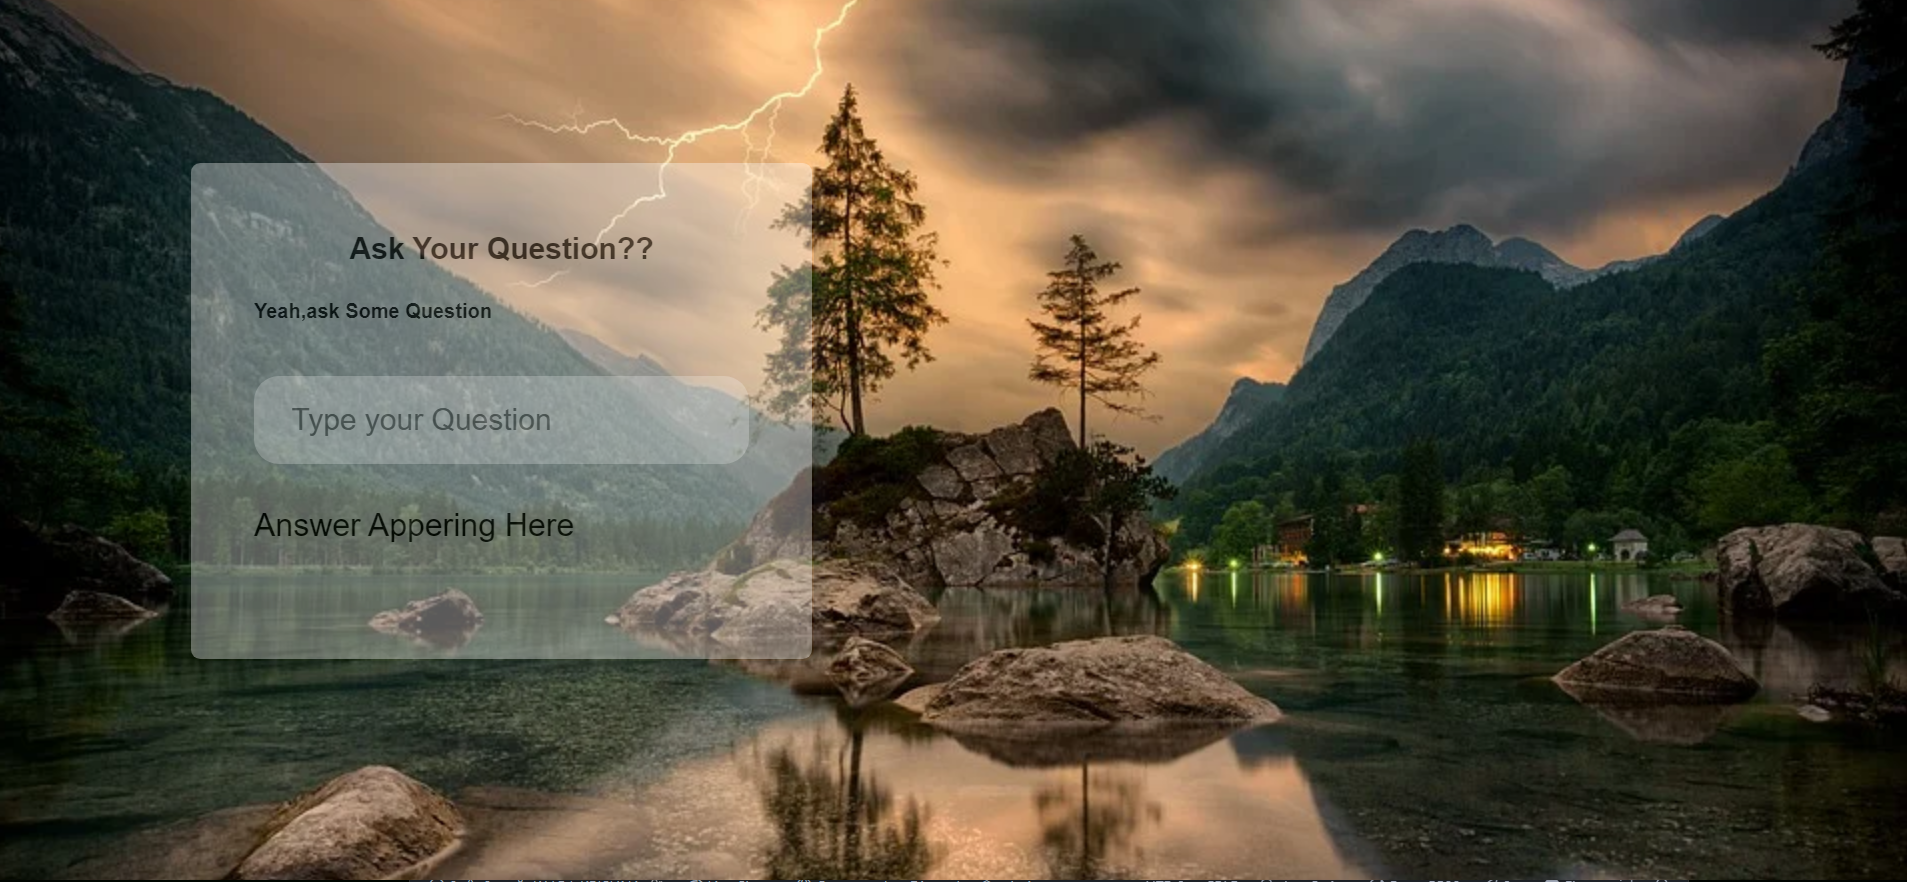 Ask Your Question??
Yeah,ask Some Question
Type your Question
Answer Appering Here